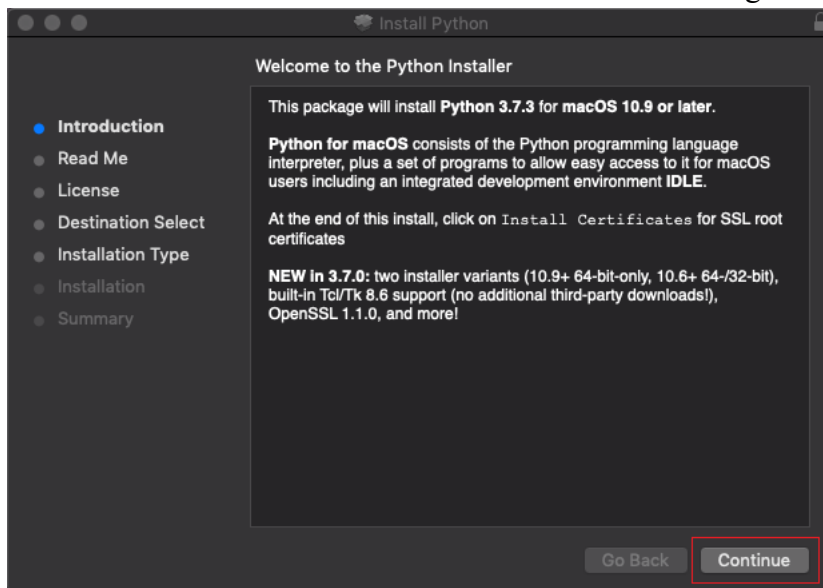 Install Python
Welcome to the Python Installer
Introduction
Read Me
License
Destination Select
Installation Type
Installation
Summary
This package will install Python 3.7.3 for macOS 10.9 or later.
Python for macOS consists of the Python programming language
interpreter, plus a set of programs to allow easy access to it for macOS
users including an integrated development environment IDLE.
At the end of this install, click on Install Certificates for SSL root
certificates
NEW in 3.7.0: two installer variants (10.9+ 64-bit-only, 10.6+ 64-/32-bit),
built-in Tcl/Tk 8.6 support (no additional third-party downloads!),
OpenSSL 1.1.0, and more!
Go Back
Continue